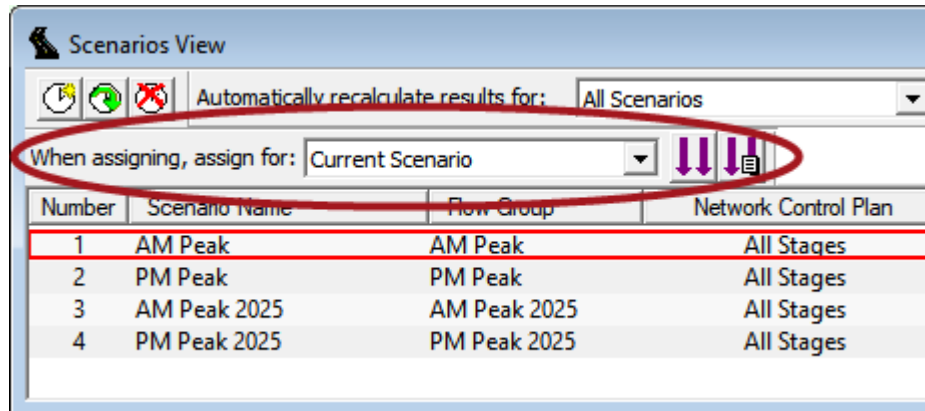 Scenarios View
Automatically recalculate results for: All Scenarios
When assigning, assign for: Current Scenario
Number Scenario Name Flow Group Network Control Plan
1 AM Peak AM Peak All Stages
2 PM Peak PM Peak All Stages
3 AM Peak 2025 AM Peak 2025 All Stages
4 PM Peak 2025 PM Peak 2025 All Stages